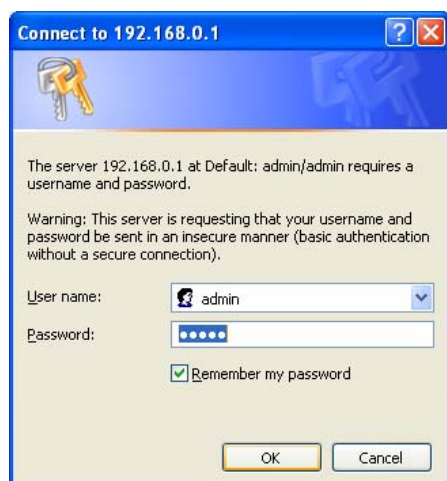 Connect to 192.168.0.1
The server 192.168.0.1 at Default: admin/admin requires a
username and password.
Warning: This server is requesting that your username and
password be sent in an insecure manner (basic authentication
without a secure connection).
User name:
admin
Password:
•••••
Remember my password
OK
Cancel